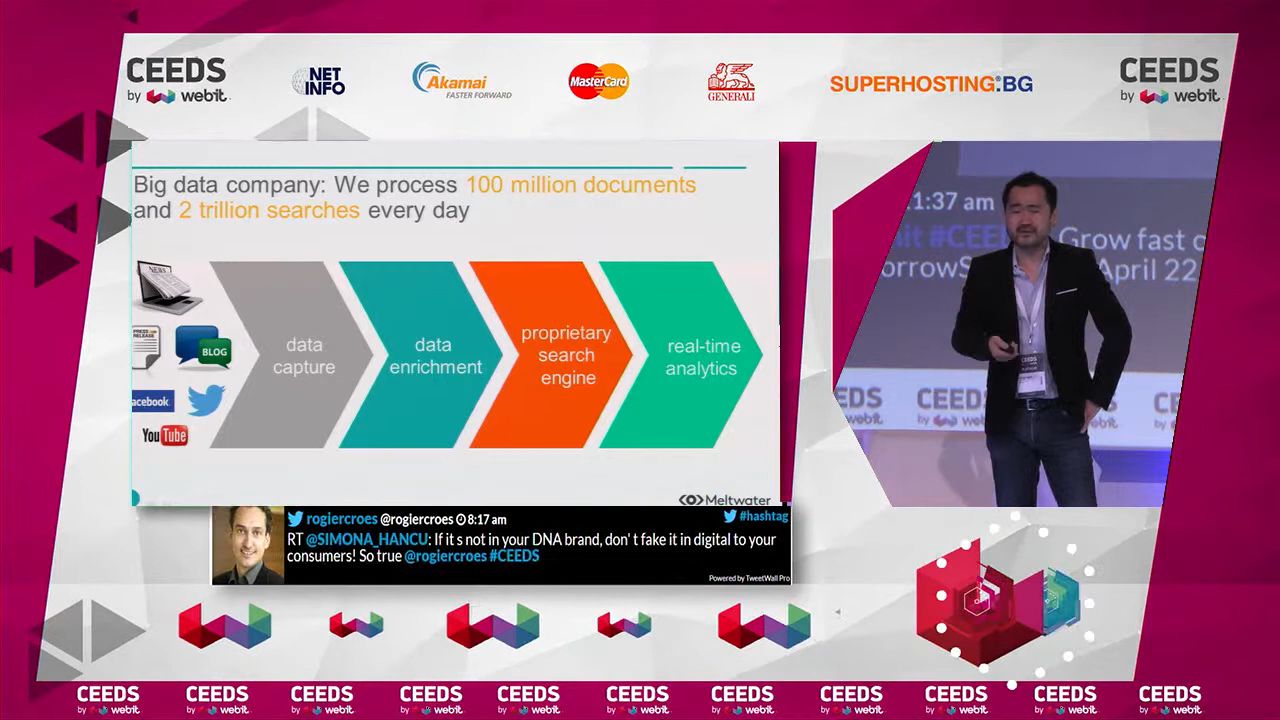 CEEDS
by webit
NET
INFO
Akamai
FASTER FORWARD
MasterCard
GENERALI
SUPERHOSTING.BG
CEEDS
by webit
Big data company: We process 100 million documents
and 2 trillion searches every day
NEWS
BLOG
acebook
YouTube
data
capture
data
enrichment
proprietary
search
engine
real-time
analytics
Meltwater
1:37 am
#CEE
Grow fast
orrowS
April 22
CEEDS
EDS
CEEDS
by webit
webit
rogiercroes @rogiercroes 8:17 am
#hashtag
RT @SIMONA_HANCU: If it s not in your DNA brand, don' t fake it in digital to your
consumers! So true @rogiercroes #CEEDS
Powered by TweetWall Pro
CEEDS CEEDS CEEDS CEEDS CEEDS CEEDS CEEDS CEEDS CEEDS CEEDS CEEDS
by webit by webit by webit by webit by webit by webit by webit by webit by webit by webit by webit